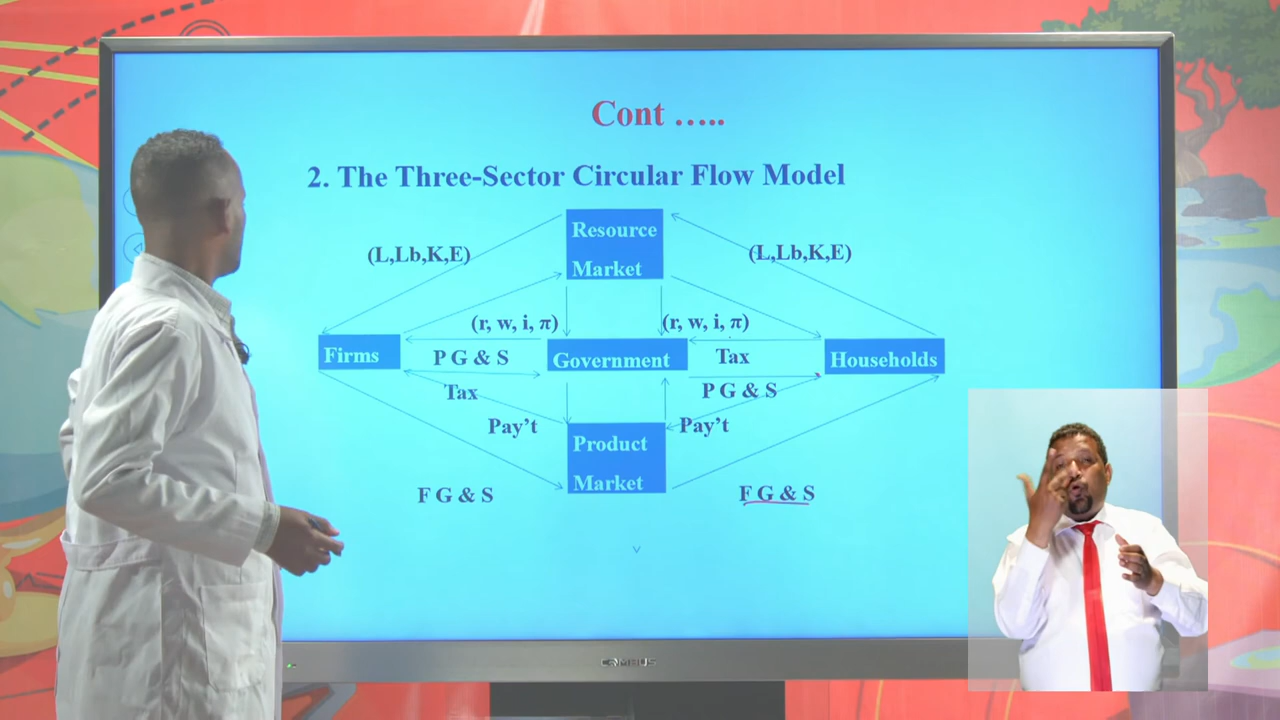 Cont …..
2. The Three-Sector Circular Flow Model
Resource
Market
(L,Lb,K,E)
(L,Lb,K,E)
(r, w, i, π)
(r, w, i, π)
Firms
P G & S
Government
Tax
Households
Tax
P G & S
Pay't
Pay't
Product
Market
F G & S
F G & S
CAMBUS